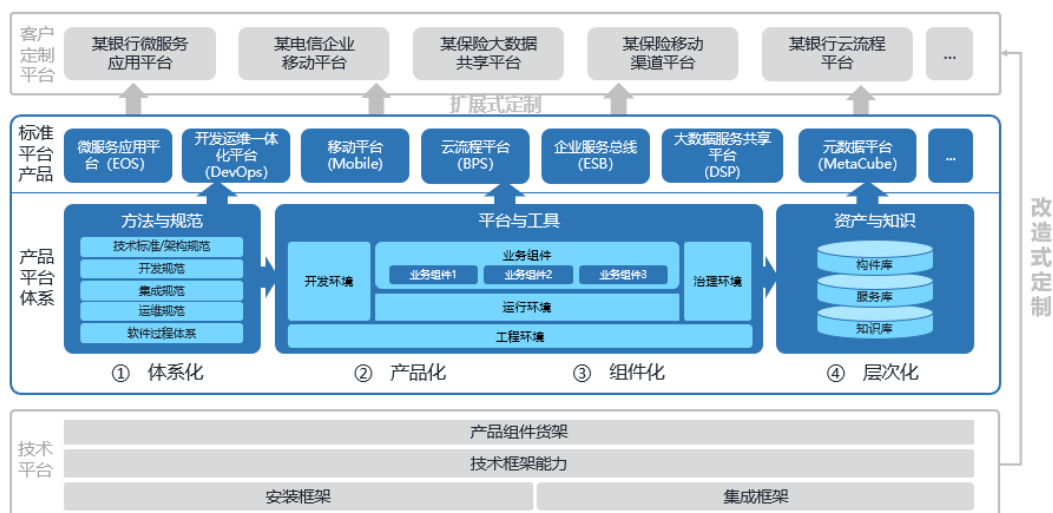 客户
定制
平台
某银行微服务
应用平台
某电信企业
移动平台
某保险大数据
共享平台
某保险移动
渠道平台
某银行云流程
平台
...
扩展式定制
标准
平台
产品
微服务应用平
台（EOS）
开发运维一体
化平台
(DevOps)
移动平台
(Mobile)
云流程平台
(BPS)
企业服务总线
(ESB)
大数据服务共享
平台
(DSP)
元数据平台
(MetaCube)
...
产品
平台
体系
方法与规范
技术标准/架构规范
开发规范
集成规范
运维规范
软件过程体系
平台与工具
开发环境
业务组件
业务组件1
业务组件2
业务组件3
运行环境
治理环境
工程环境
资产与知识
构件库
服务库
知识库
① 体系化
② 产品化
③ 组件化
④ 层次化
改造式定制
技术
平台
产品组件货架
技术框架能力
安装框架
集成框架